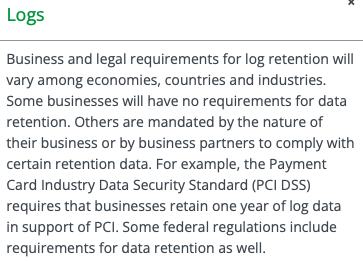 Logs
Business and legal requirements for log retention will
vary among economies, countries and industries.
Some businesses will have no requirements for data
retention. Others are mandated by the nature of
their business or by business partners to comply with
certain retention data. For example, the Payment
Card Industry Data Security Standard (PCI DSS)
requires that businesses retain one year of log data
in support of PCI. Some federal regulations include
requirements for data retention as well.